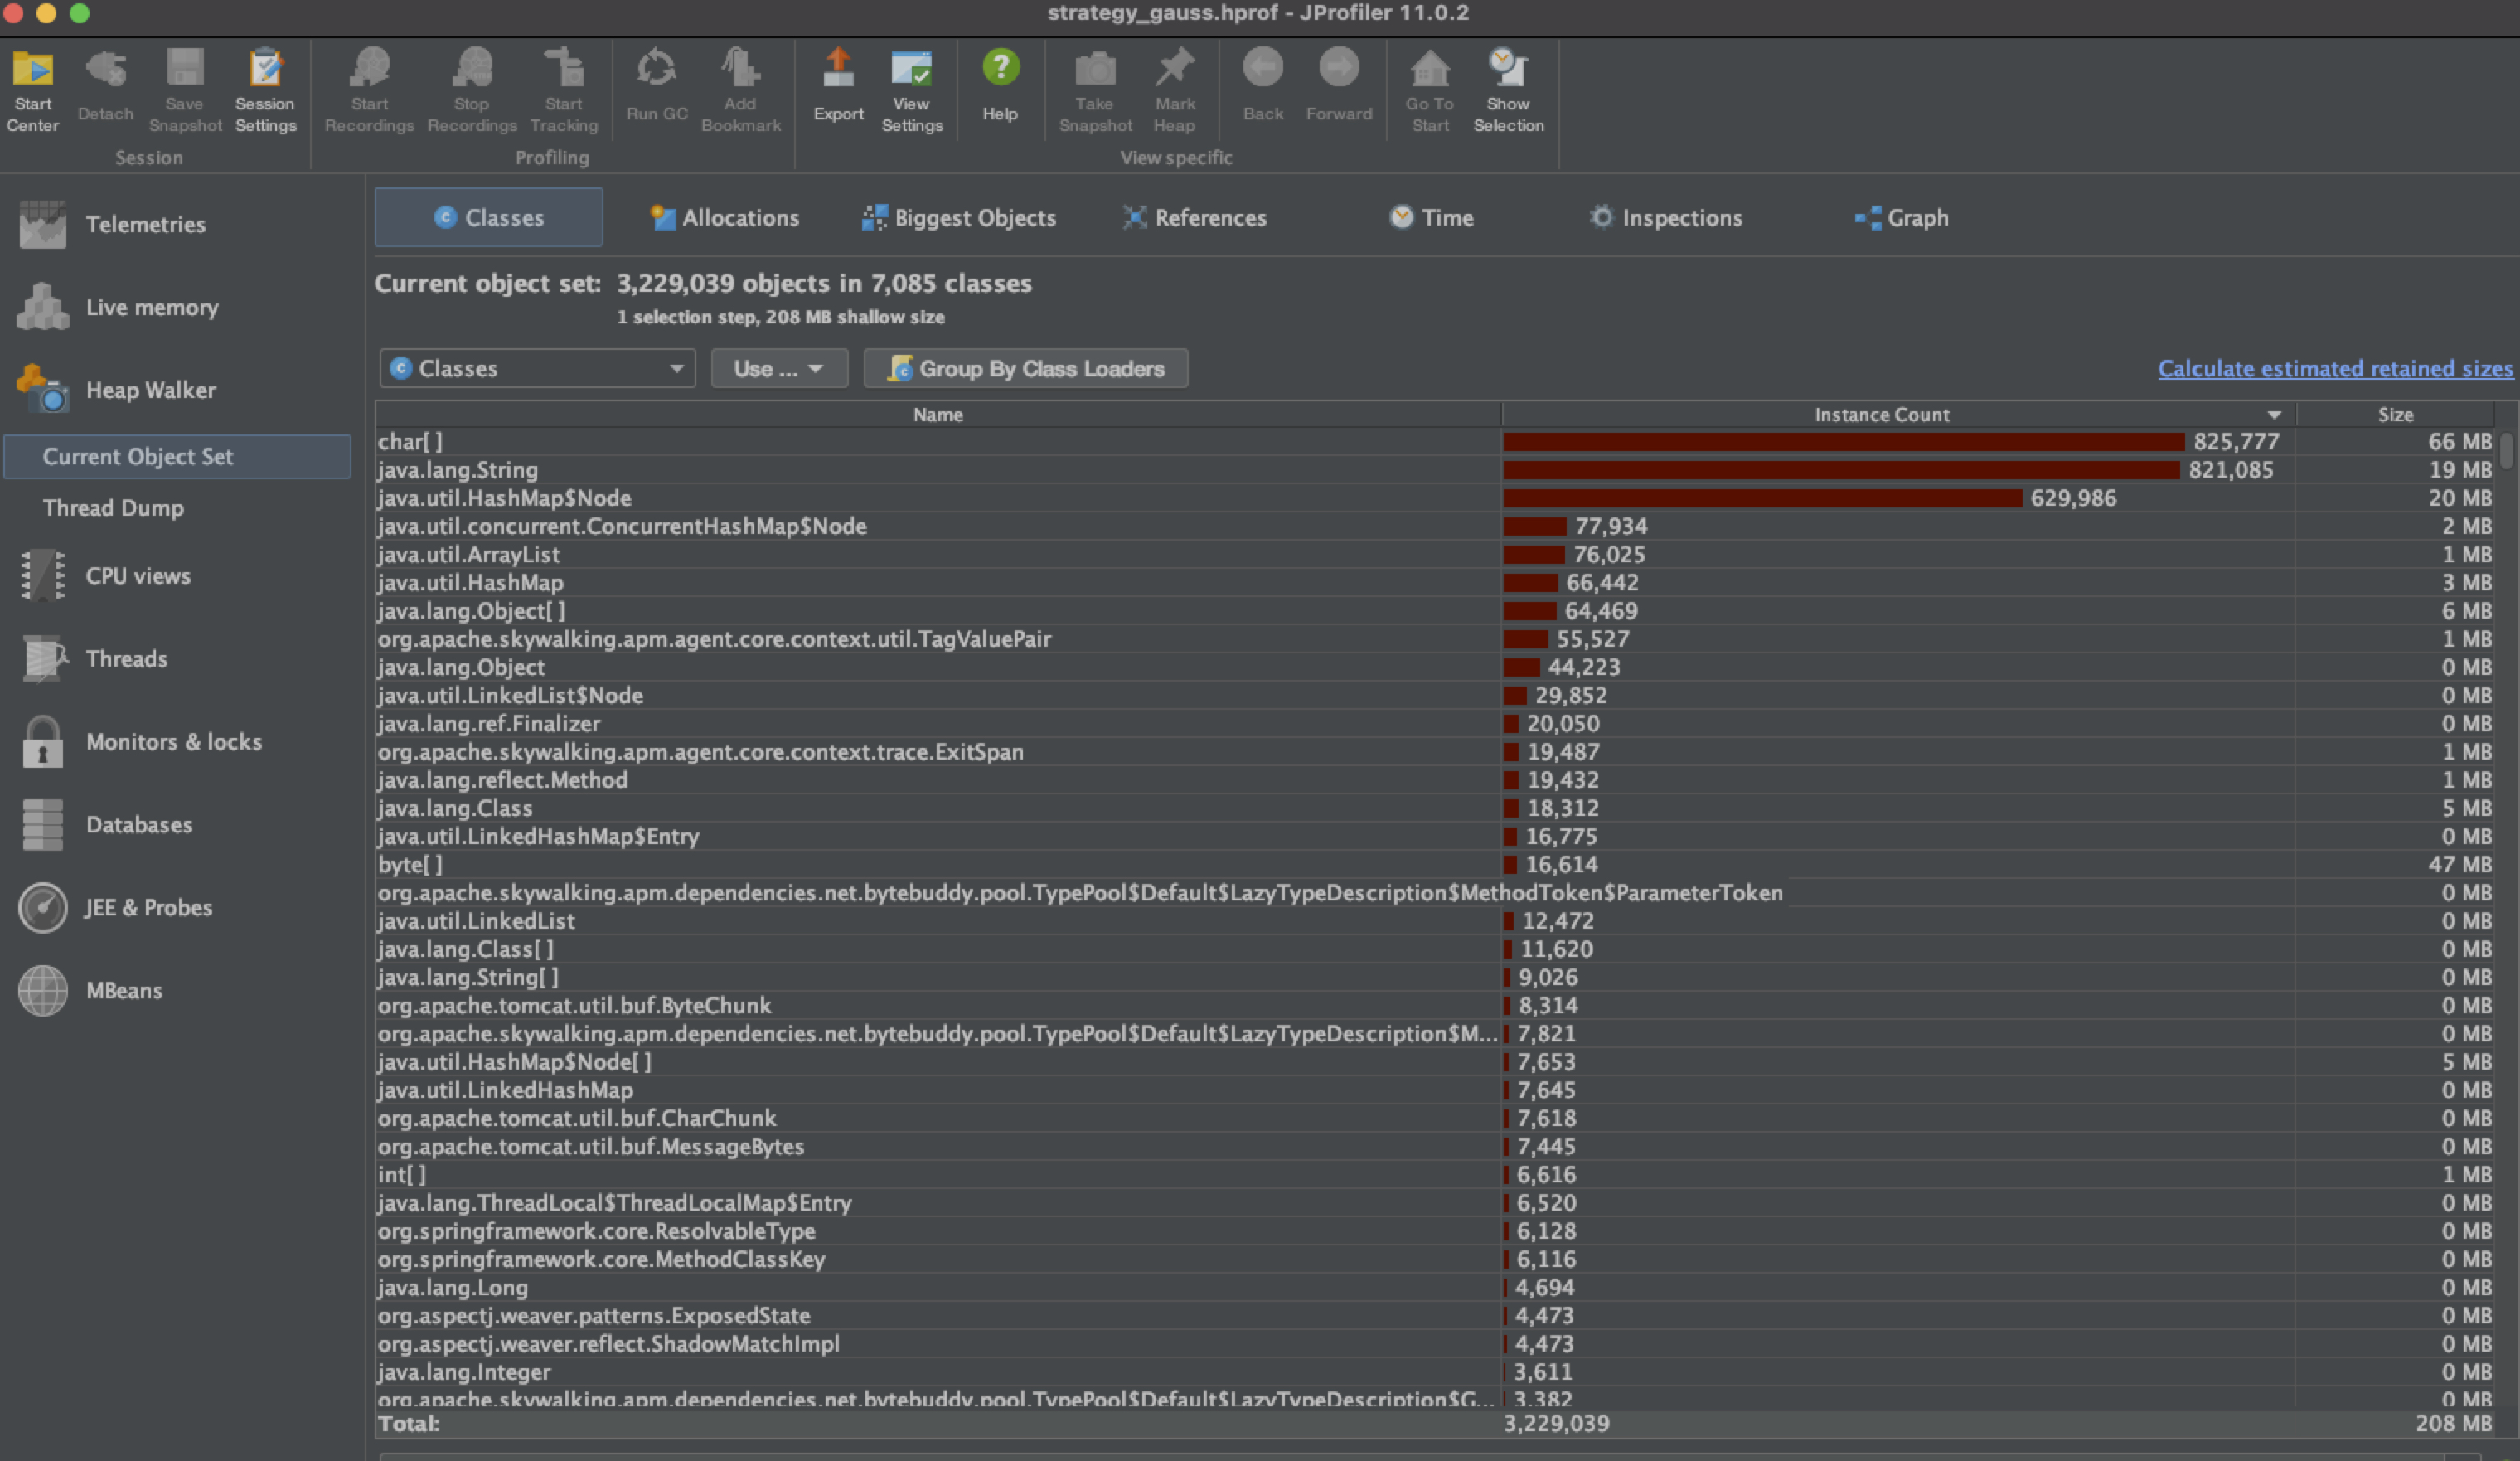 strategy_gauss.hprof - JProfiler 11.0.2
Start Center
Detach
Save Snapshot
Session Settings
Start Recordings
Stop Recordings
Start Tracking
Run GC
Add Bookmark
Export
View Settings
Help
Take Snapshot
Mark Heap
Back
Forward
Go To Start
Show Selection
Session
Profiling
View specific
Telemetries
Live memory
Heap Walker
Current Object Set
Thread Dump
CPU views
Threads
Monitors & locks
Databases
JEE & Probes
MBeans
Classes Allocations Biggest Objects References Time Inspections Graph
Current object set: 3,229,039 objects in 7,085 classes
1 selection step, 208 MB shallow size
Classes Use ... Group By Class Loaders Calculate estimated retained sizes
Name Instance Count Size
char[] 825,777 66 MB
java.lang.String 821,085 19 MB
java.util.HashMap$Node 629,986 20 MB
java.util.concurrent.ConcurrentHashMap$Node 77,934 2 MB
java.util.ArrayList 76,025 1 MB
java.util.HashMap 66,442 3 MB
java.lang.Object[] 64,469 6 MB
org.apache.skywalking.apm.agent.core.context.util.TagValuePair 55,527 1 MB
java.lang.Object 44,223 0 MB
java.util.LinkedList$Node 29,852 0 MB
java.lang.ref.Finalizer 20,050 0 MB
org.apache.skywalking.apm.agent.core.context.trace.ExitSpan 19,487 1 MB
java.lang.reflect.Method 19,432 1 MB
java.lang.Class 18,312 5 MB
java.util.LinkedHashMap$Entry 16,775 0 MB
byte[] 16,614 47 MB
org.apache.skywalking.apm.dependencies.net.bytebuddy.pool.TypePool$Default$LazyTypeDescription$MethodToken$ParameterToken 0 MB
java.util.LinkedList 12,472 0 MB
java.lang.Class[] 11,620 0 MB
java.lang.String[] 9,026 0 MB
org.apache.tomcat.util.buf.ByteChunk 8,314 0 MB
org.apache.skywalking.apm.dependencies.net.bytebuddy.pool.TypePool$Default$LazyTypeDescription$M... 7,821 0 MB
java.util.HashMap$Node[] 7,653 5 MB
java.util.LinkedHashMap 7,645 0 MB
org.apache.tomcat.util.buf.CharChunk 7,618 0 MB
org.apache.tomcat.util.buf.MessageBytes 7,445 0 MB
int[] 6,616 1 MB
java.lang.ThreadLocal$ThreadLocalMap$Entry 6,520 0 MB
org.springframework.core.ResolvableType 6,128 0 MB
org.springframework.core.MethodClassKey 6,116 0 MB
java.lang.Long 4,694 0 MB
org.aspectj.weaver.patterns.ExposedState 4,473 0 MB
org.aspectj.weaver.reflect.ShadowMatchImpl 4,473 0 MB
java.lang.Integer 3,611 0 MB
org.apache.skywalking.apm.dependencies.net.bytebuddy.pool.TypePool$Default$LazyTypeDescription$G... 3,382 0 MB
Total: 3,229,039 208 MB